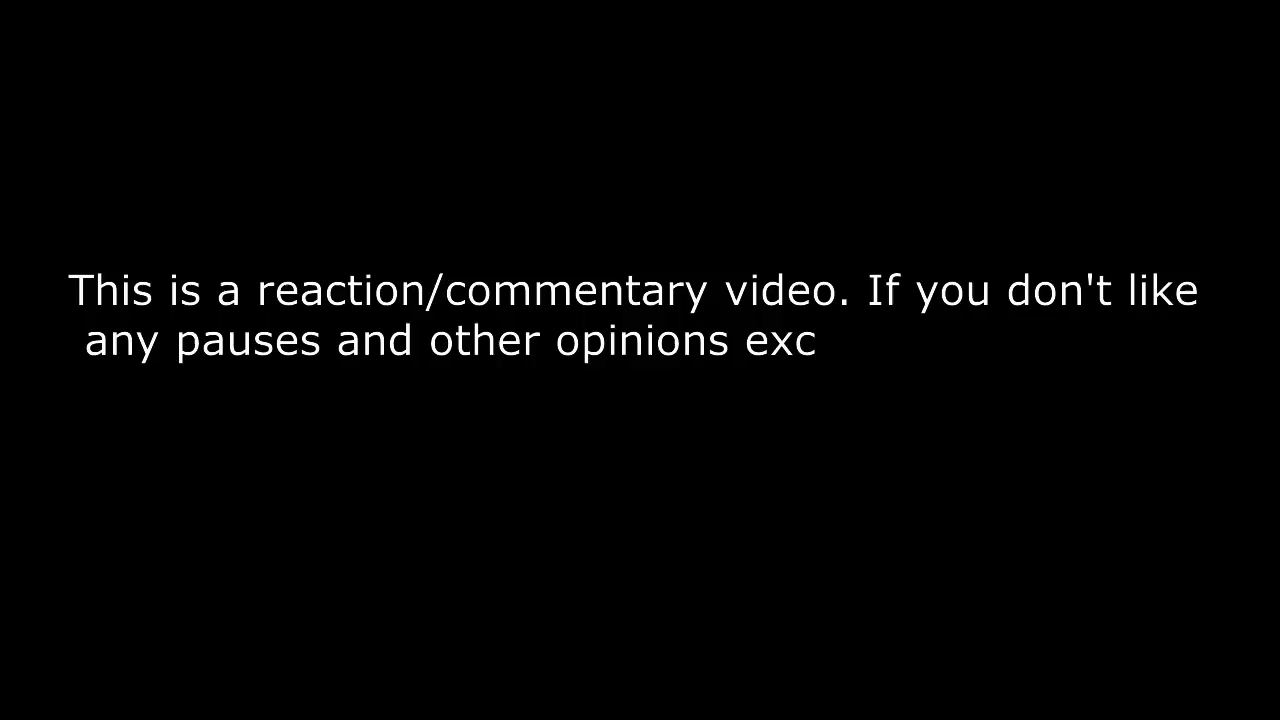 This is a reaction/commentary video. If you don't like
any pauses and other opinions exc